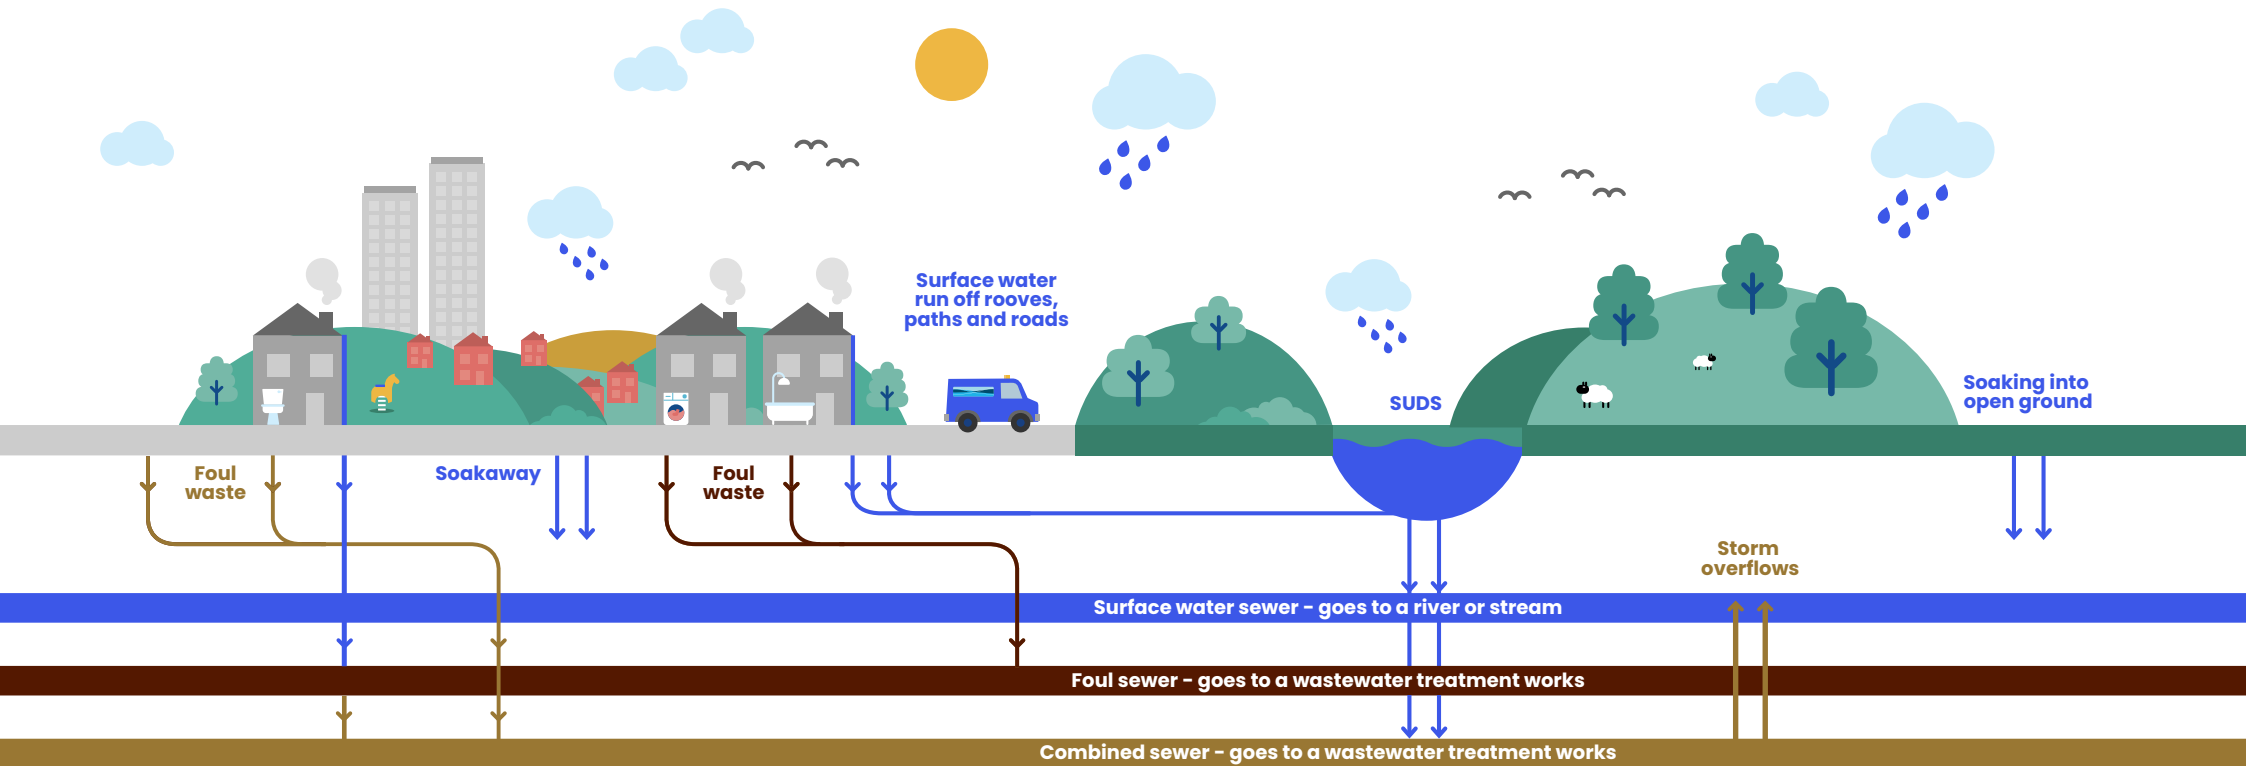 Surface water
run off rooves,
paths and roads
SUDS
Soaking into
open ground
Foul
waste
Soakaway
Foul
waste
Storm
overflows
Surface water sewer - goes to a river or stream
Foul sewer - goes to a wastewater treatment works
Combined sewer - goes to a wastewater treatment works